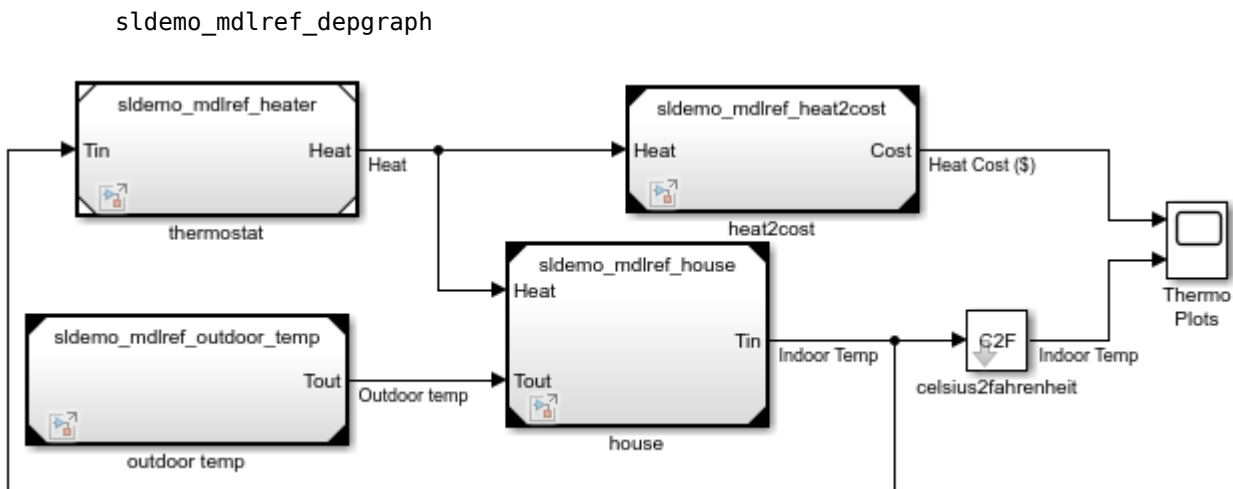 sldemo_mdlref_depgraph
sldemo_mdlref_heater
Tin
Heat
Heat
thermostat
sldemo_mdlref_heat2cost
Heat
Cost
Heat Cost ($)
heat2cost
sldemo_mdlref_house
Heat
Tout
Tin
Indoor Temp
house
sldemo_mdlref_outdoor_temp
Tout
Outdoor temp
outdoor temp
C2F
Indoor Temp
celsius2fahrenheit
Thermo
Plots